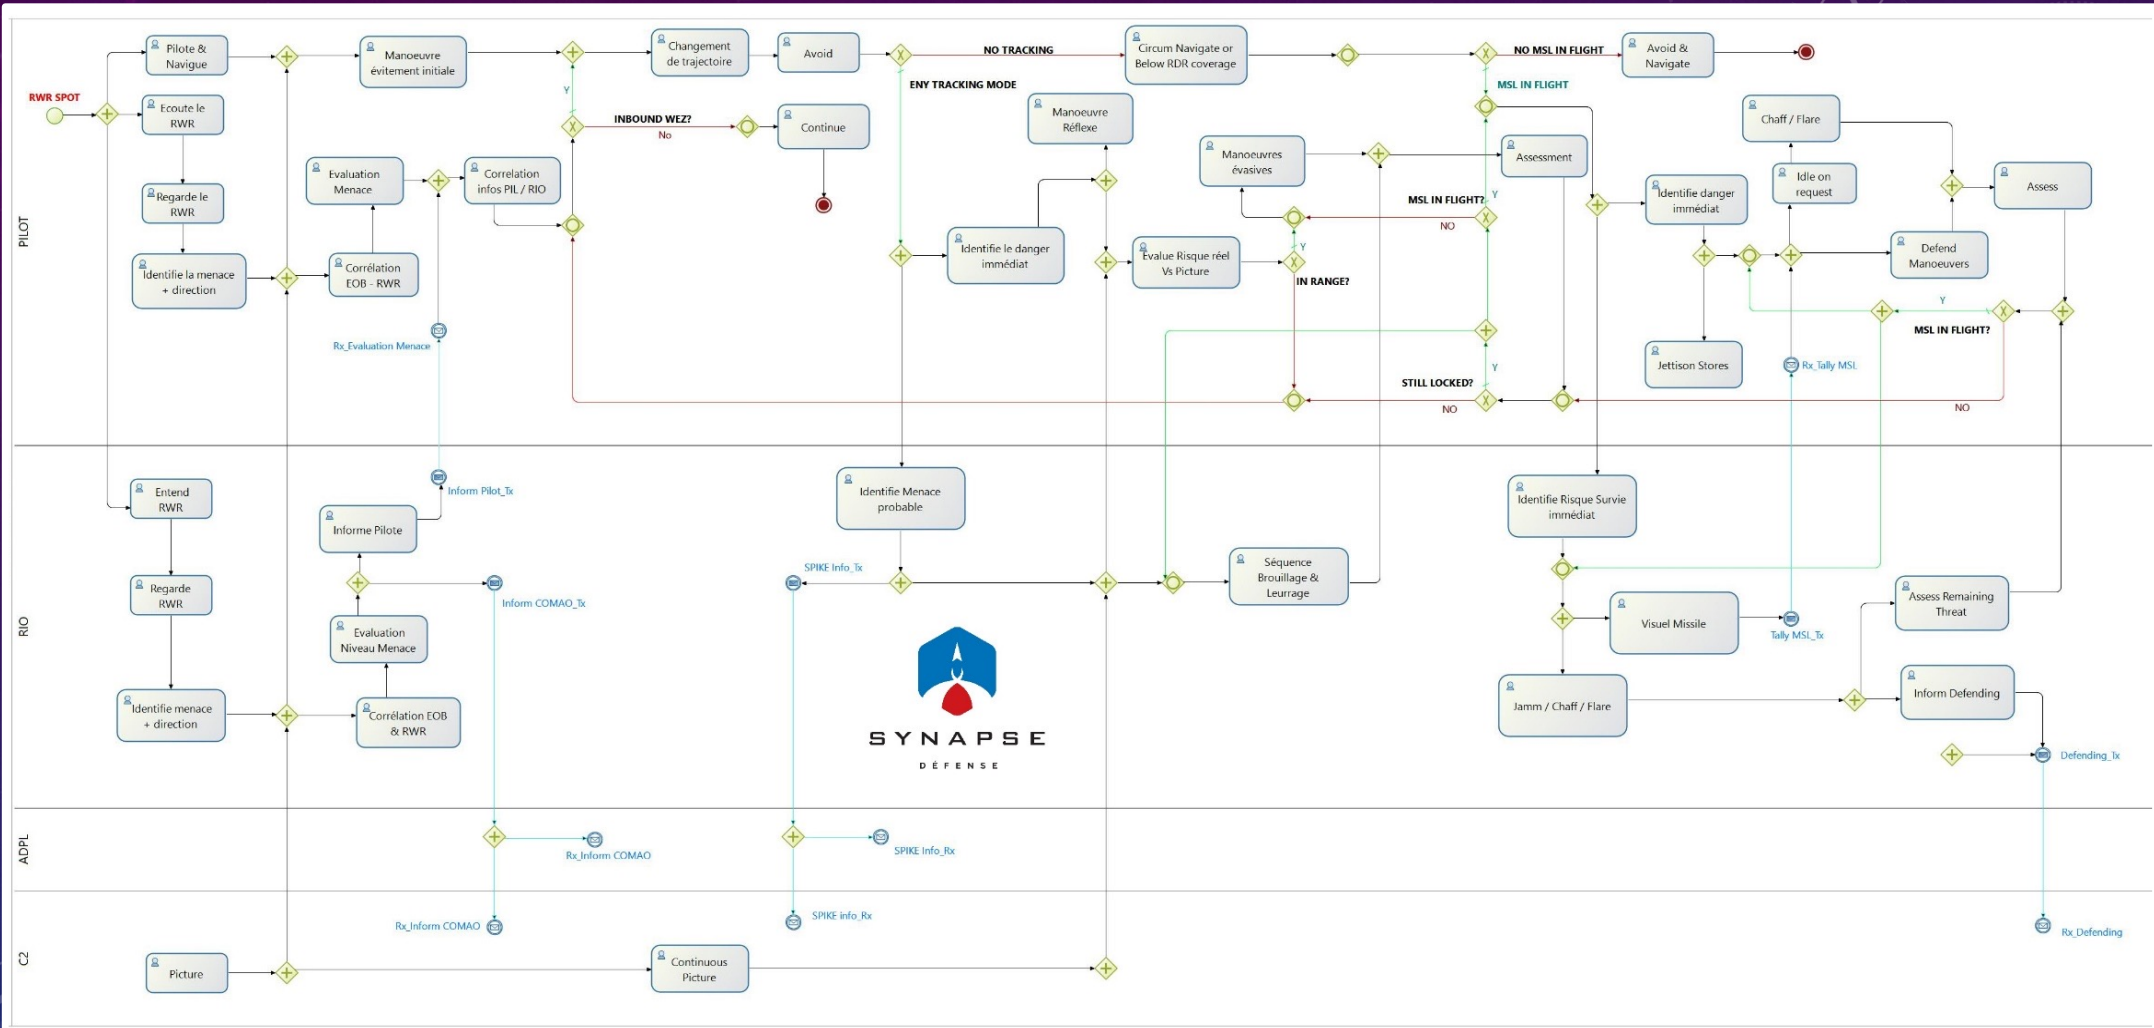 PILOT
RWR SPOT
Pilote &
Navigue
Ecoute le
RWR
Regarde le
RWR
Identifie la menace
+ direction
Manoeuvre
évitement initiale
Evaluation
Menace
Corrélation
EOB - RWR
Correlation
infos PIL / RIO
Rx_Evaluation Menace
Y
INBOUND WEZ?
No
Changement
de trajectoire
Avoid
Continue
NO TRACKING
ENY TRACKING MODE
Circum Navigate or
Below RDR coverage
Manoeuvre
Réflexe
Identifie le danger
immédiat
Evalue Risque réel
Vs Picture
Manoeuvres
évasives
Y
IN RANGE?
NO MSL IN FLIGHT
MSL IN FLIGHT
Avoid &
Navigate
Assessment
Y
MSL IN FLIGHT?
NO
Y
STILL LOCKED?
NO
Identifie danger
immédiat
Jettison Stores
Chaff / Flare
Idle on
request
Defend
Manoeuvers
Assess
Rx_Tally MSL
Y
MSL IN FLIGHT?
NO
RIO
Entend
RWR
Regarde
RWR
Identifie menace
+ direction
Informe Pilote
Inform Pilot_Tx
Evaluation
Niveau Menace
Corrélation EOB
& RWR
Inform COMAO_Tx
Identifie Menace
probable
SPIKE Info_Tx
Séquence
Brouillage &
Leurrage
SYNAPSE
DÉFENSE
Identifie Risque Survie
immédiat
Visuel Missile
Tally MSL_Tx
Jamm / Chaff / Flare
Assess Remaining
Threat
Inform Defending
Defending_Tx
ADPL
Rx_Inform COMAO
SPIKE Info_Rx
C2
Rx_Inform COMAO
SPIKE info_Rx
Rx_Defending
Picture
Continuous
Picture